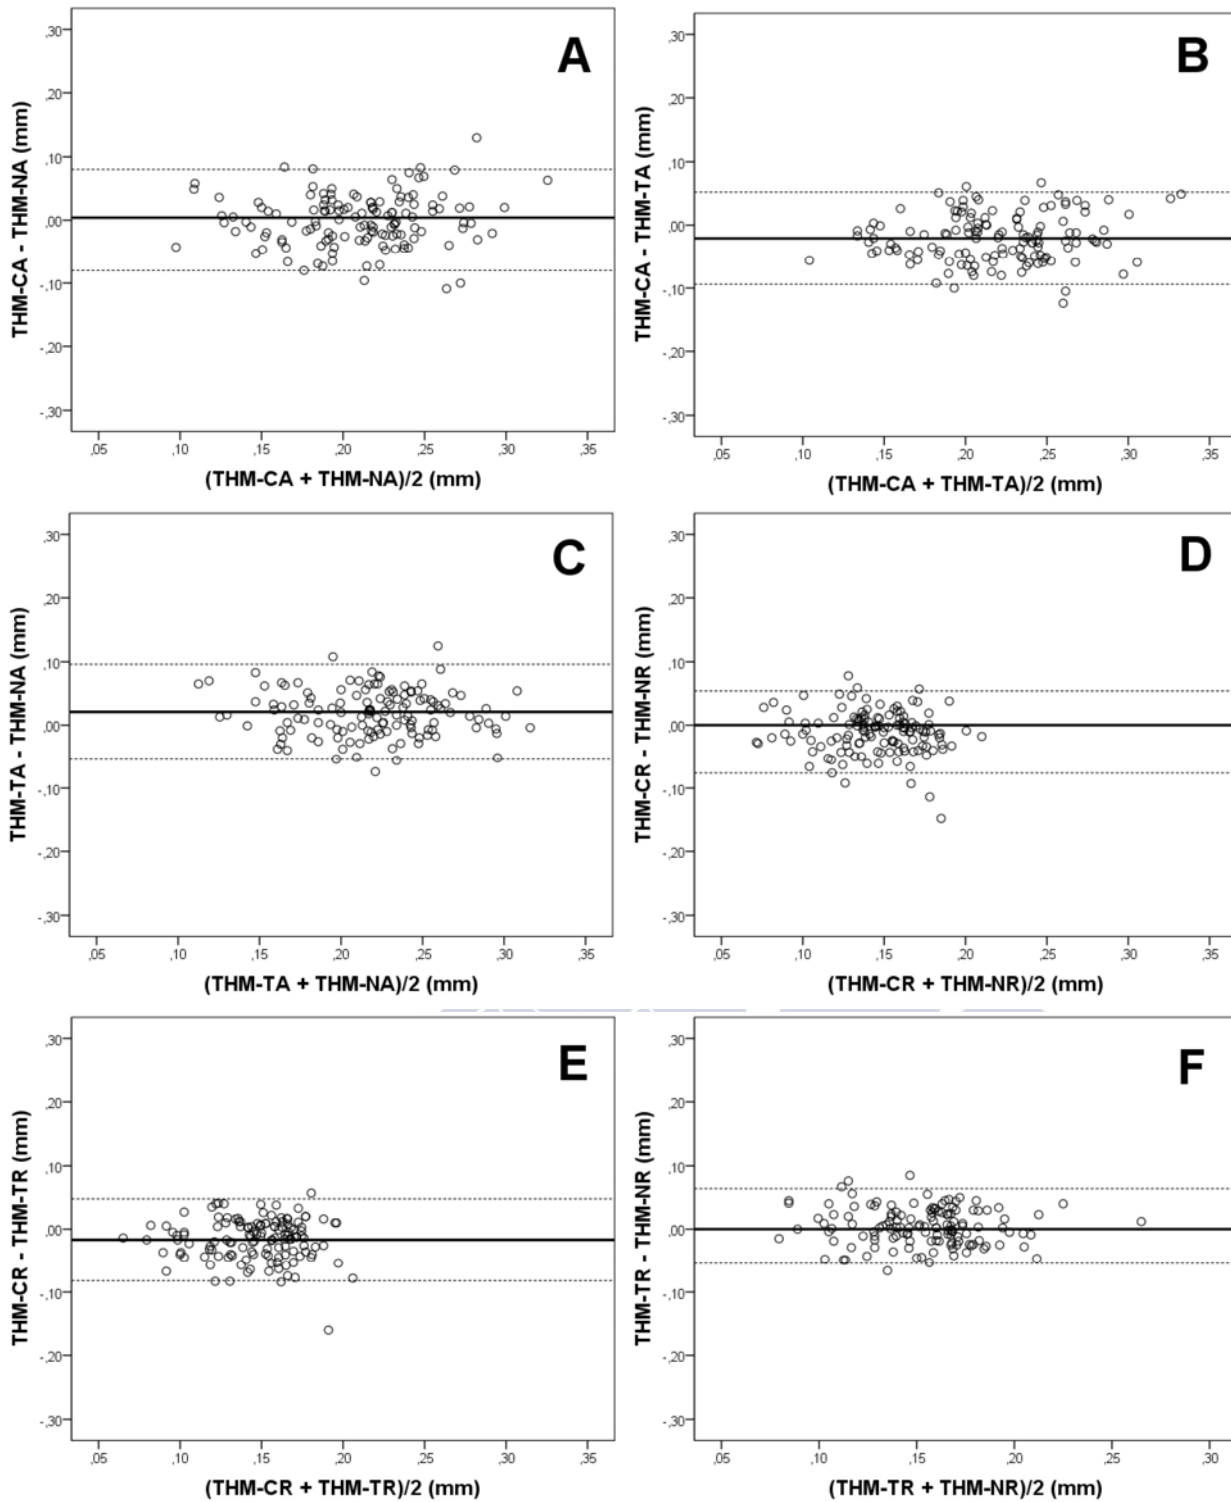 A
THM-CA - THM-NA (mm)
,30
,20
,10
,00
-,10
-,20
-,30
,05 ,10 ,15 ,20 ,25 ,30 ,35
(THM-CA + THM-NA)/2 (mm)
B
THM-CA - THM-TA (mm)
,30
,20
,10
,00
-,10
-,20
-,30
,05 ,10 ,15 ,20 ,25 ,30 ,35
(THM-CA + THM-TA)/2 (mm)
C
THM-TA - THM-NA (mm)
,30
,20
,10
,00
-,10
-,20
-,30
,05 ,10 ,15 ,20 ,25 ,30 ,35
(THM-TA + THM-NA)/2 (mm)
D
THM-CR - THM-NR (mm)
,30
,20
,10
,00
-,10
-,20
-,30
,05 ,10 ,15 ,20 ,25 ,30 ,35
(THM-CR + THM-NR)/2 (mm)
E
THM-CR - THM-TR (mm)
,30
,20
,10
,00
-,10
-,20
-,30
,05 ,10 ,15 ,20 ,25 ,30 ,35
(THM-CR + THM-TR)/2 (mm)
F
THM-TR - THM-NR (mm)
,30
,20
,10
,00
-,10
-,20
-,30
,05 ,10 ,15 ,20 ,25 ,30
(THM-TR + THM-NR)/2 (mm)